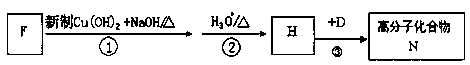 F
新制Cu(OH)₂+NaOH/△
①
H₃O⁺/△
②
H
+D
③
高分子化合物
N